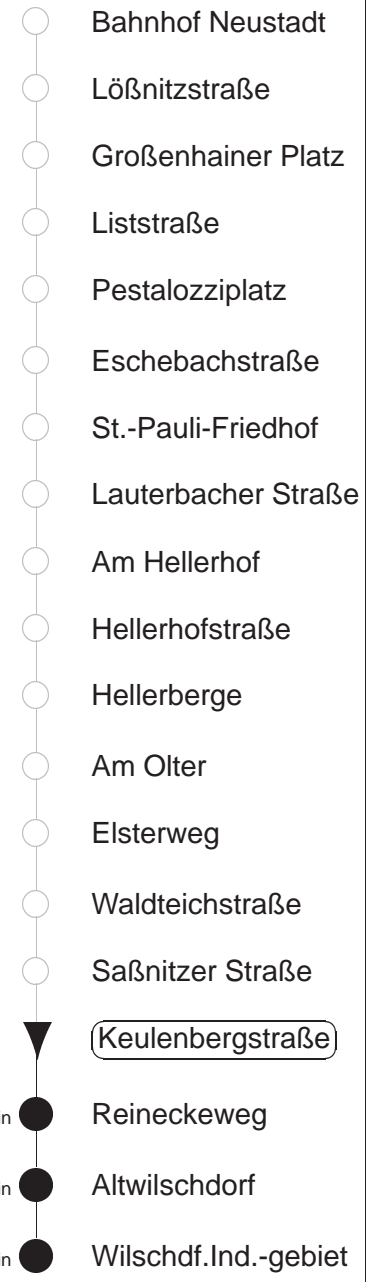 Bahnhof Neustadt
Lößnitzstraße
Großenhainer Platz
Liststraße
Pestalozziplatz
Eschebachstraße
St.-Pauli-Friedhof
Lauterbacher Straße
Am Hellerhof
Hellerhofstraße
Hellerberge
Am Olter
Elsterweg
Waldteichstraße
Saßnitzer Straße
Keulenbergstraße
Reineckeweg
Altwilschdorf
Wilschdf.Ind.-gebiet